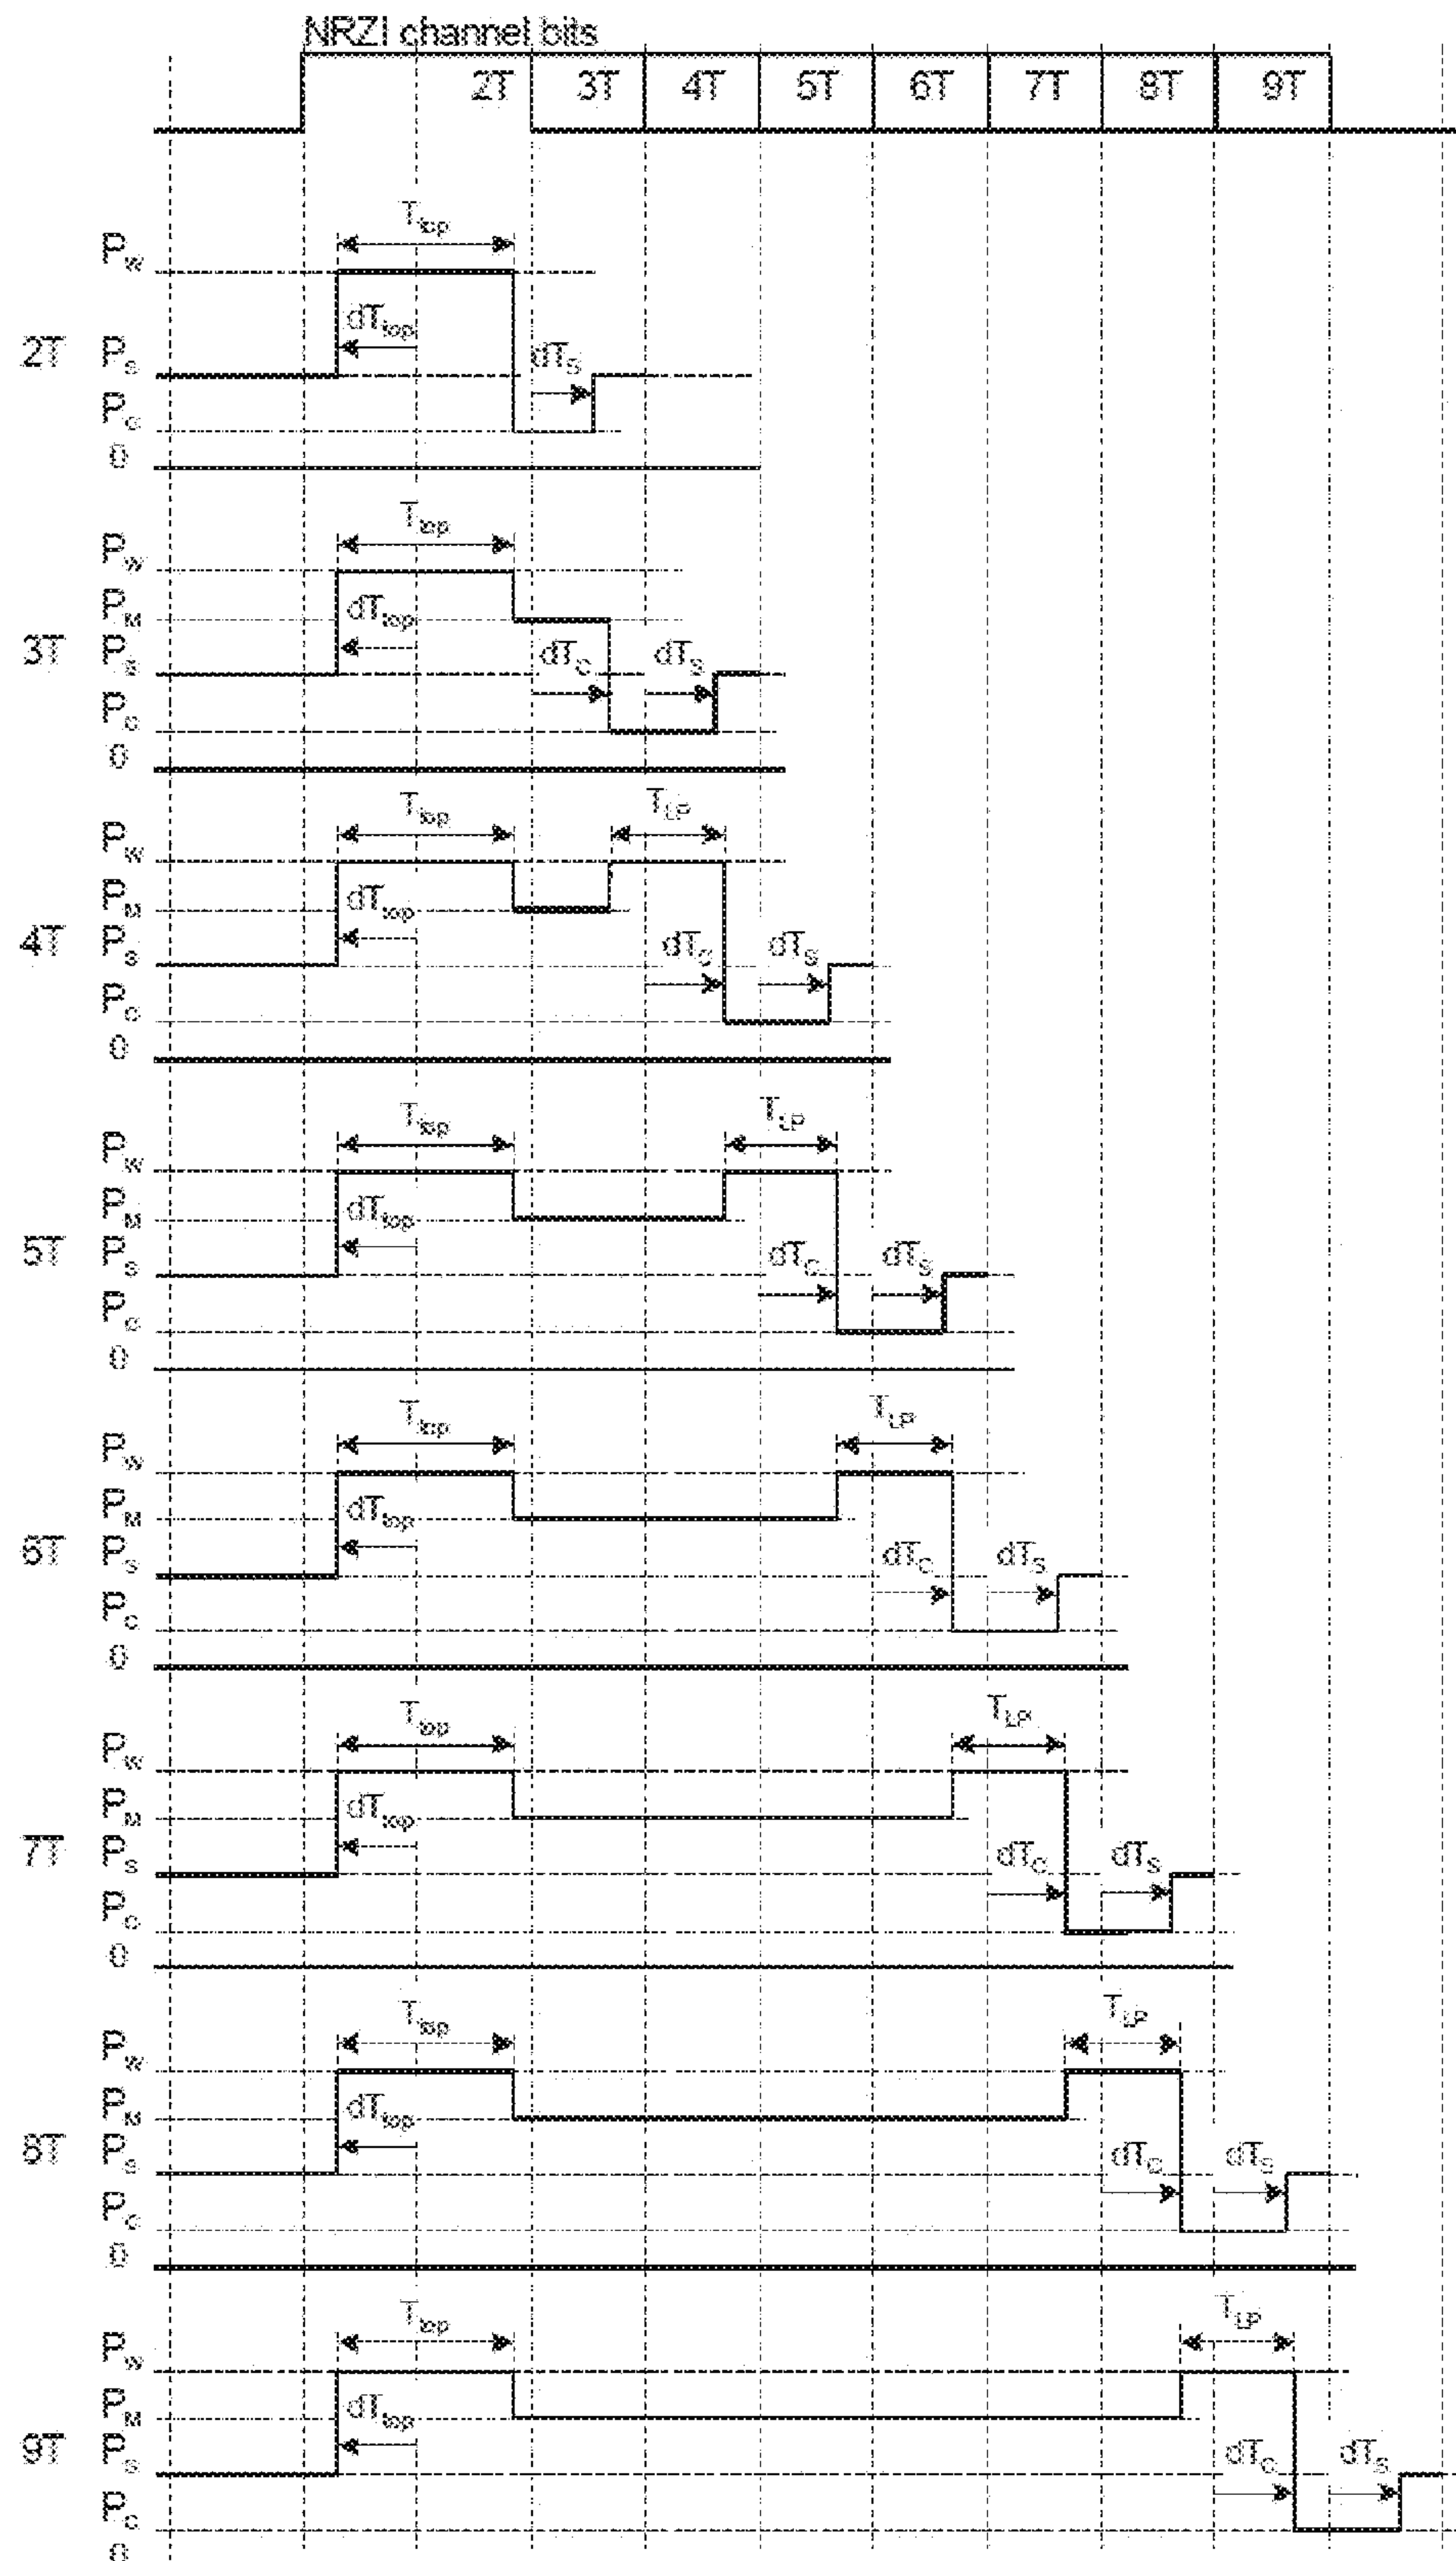 NRZI channel bits
2T 3T 4T 5T 6T 7T 8T 9T
Ttop
PW
dTtop
2T PS dTS
PC
0
Ttop
PW
PM dTtop
3T PS dTC dTS
PC
0
Ttop TLP
PW
PM dTtop
4T PS dTC dTS
PC
0
Ttop TLP
PW
PM dTtop
5T PS dTC dTS
PC
0
Ttop TLP
PW
PM dTtop
6T PS dTC dTS
PC
0
Ttop TLP
PW
PM dTtop
7T PS dTC dTS
PC
0
Ttop TLP
PW
PM dTtop
8T PS dTC dTS
PC
0
Ttop TLP
PW
PM dTtop
9T PS dTC dTS
PC
0